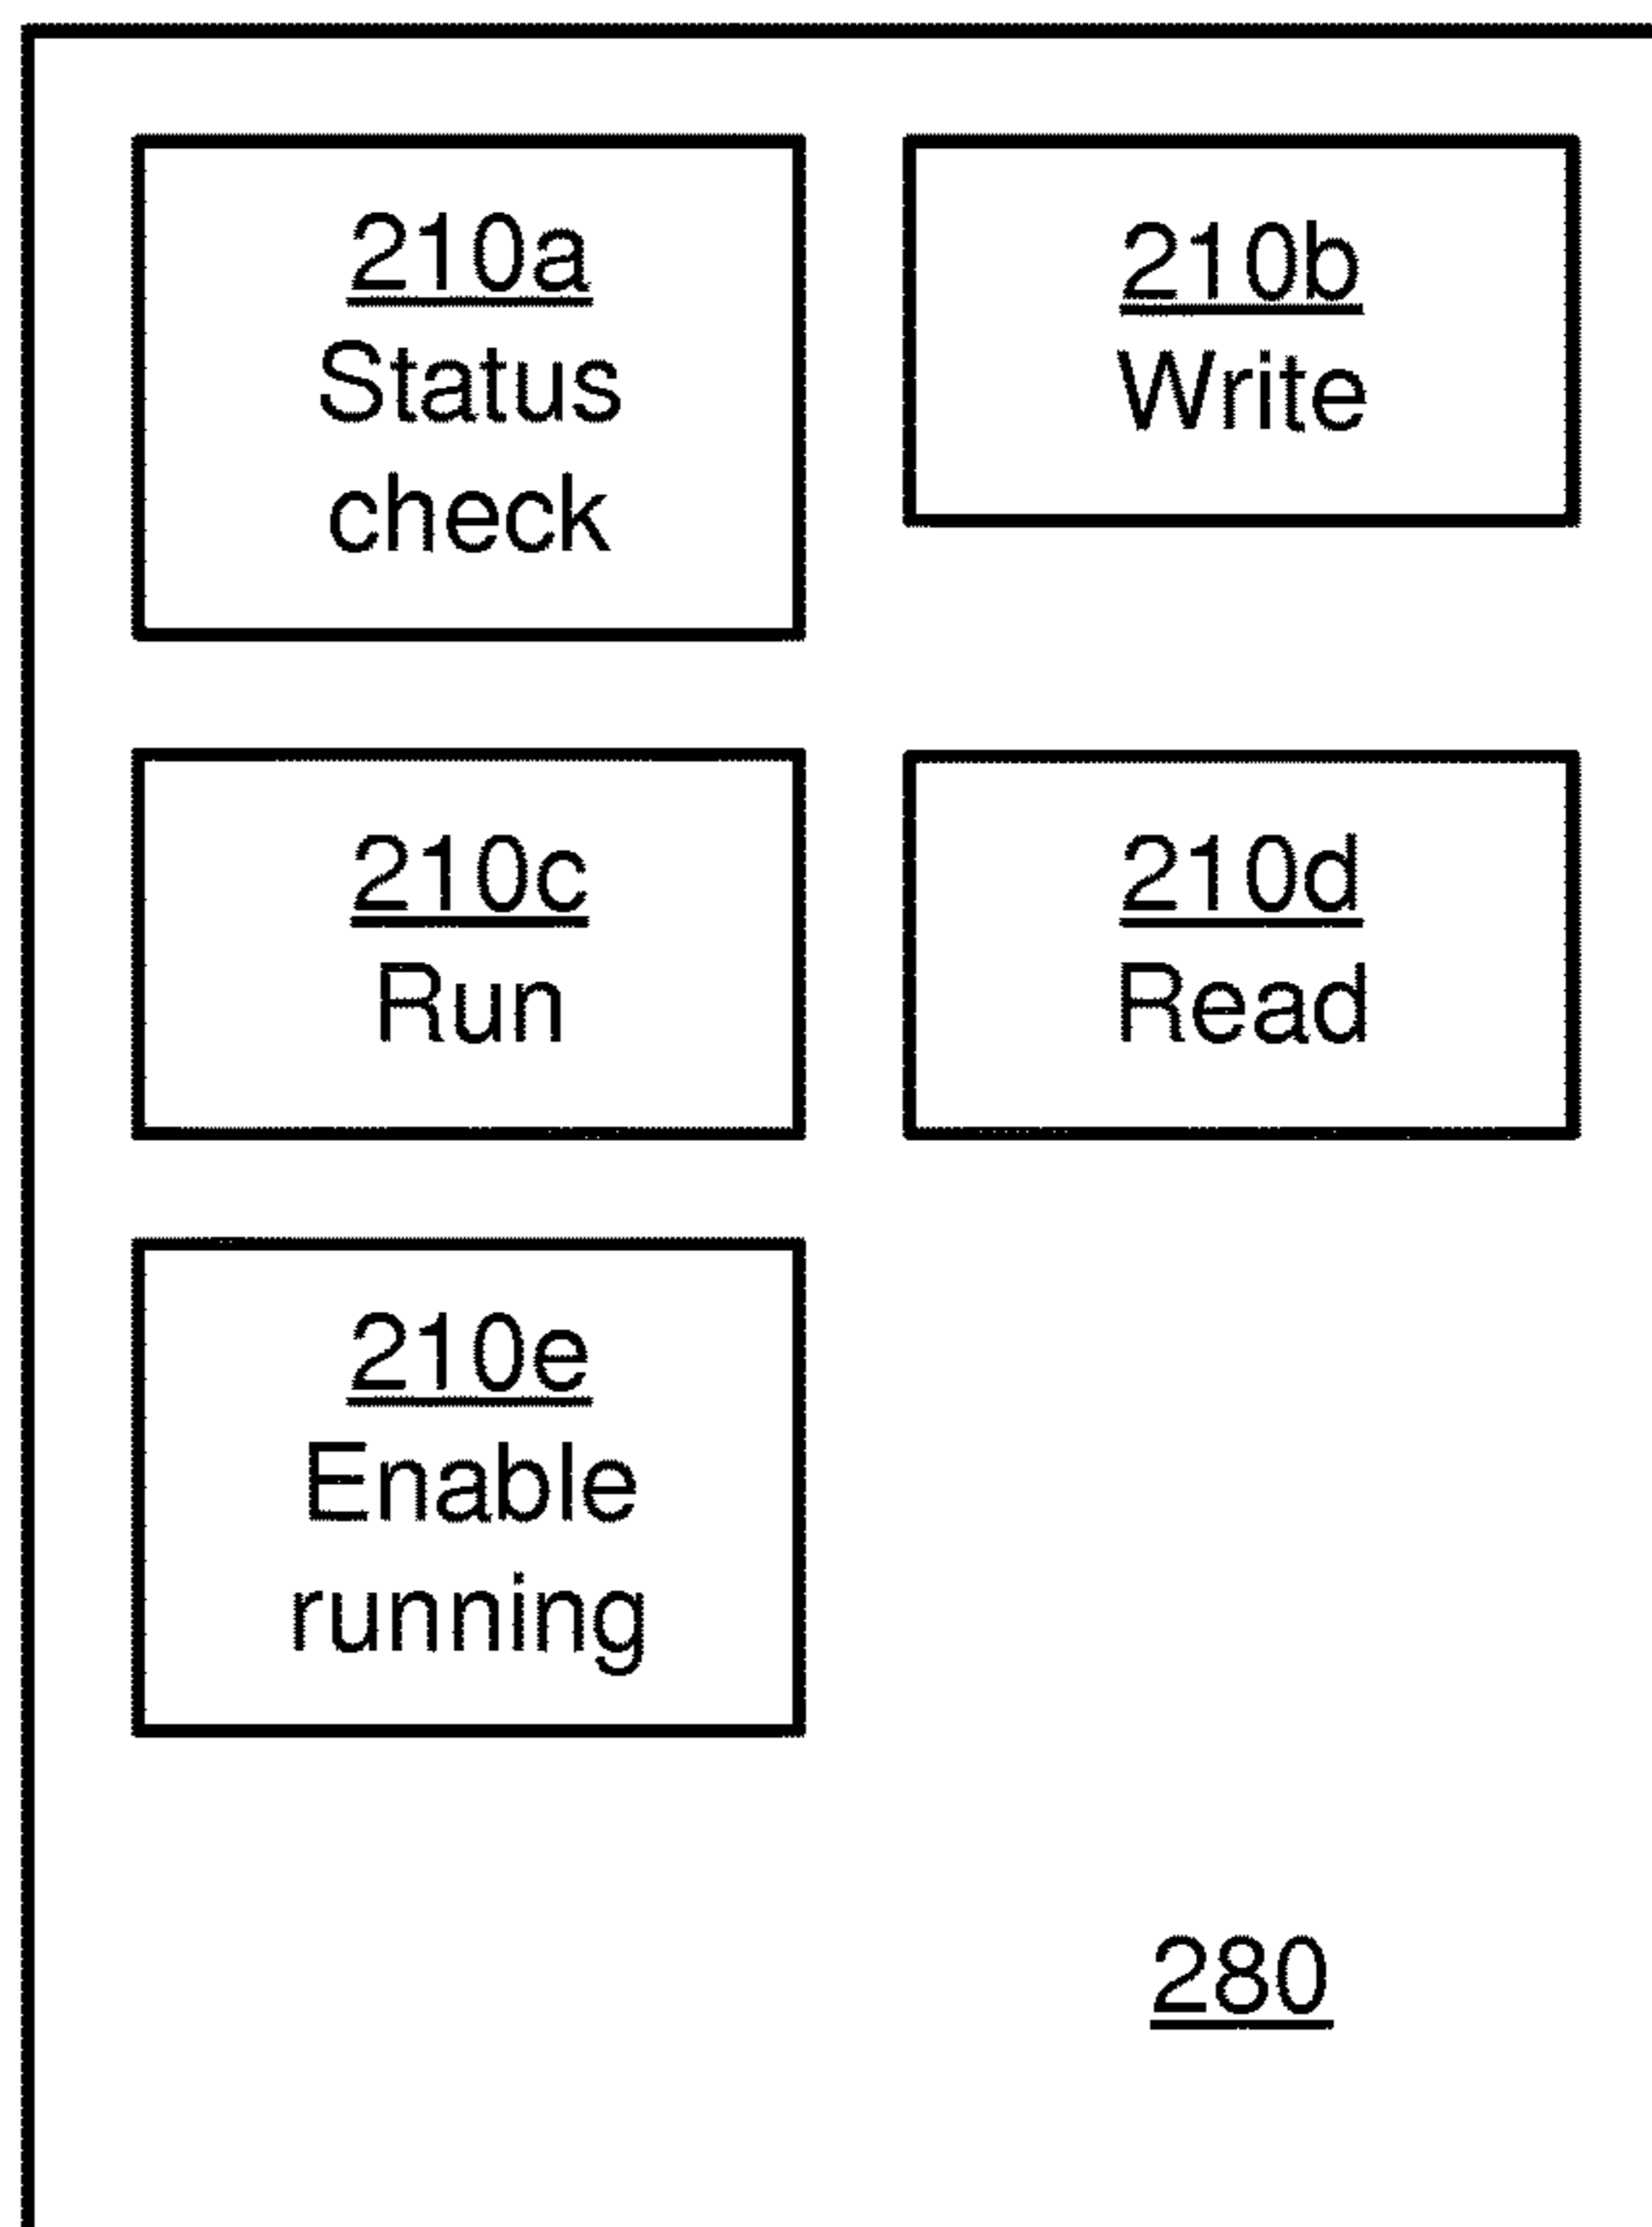 210a
Status
check
210b
Write
210c
Run
210d
Read
210e
Enable
running
280